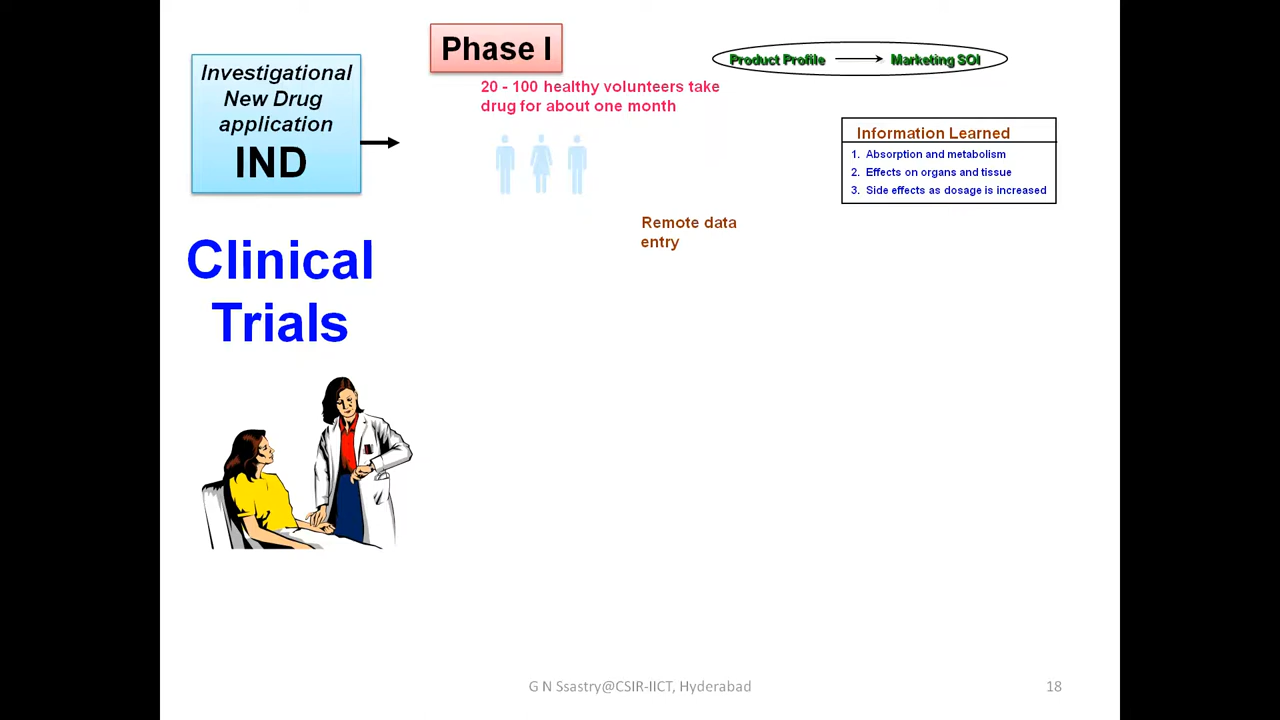 Phase I
Investigational
New Drug
application
IND
Product Profile Marketing SOI
20 - 100 healthy volunteers take
drug for about one month
Information Learned
1. Absorption and metabolism
2. Effects on organs and tissue
3. Side effects as dosage is increased
Remote data
entry
Clinical
Trials
G N Ssastry@CSIR-IICT, Hyderabad
18